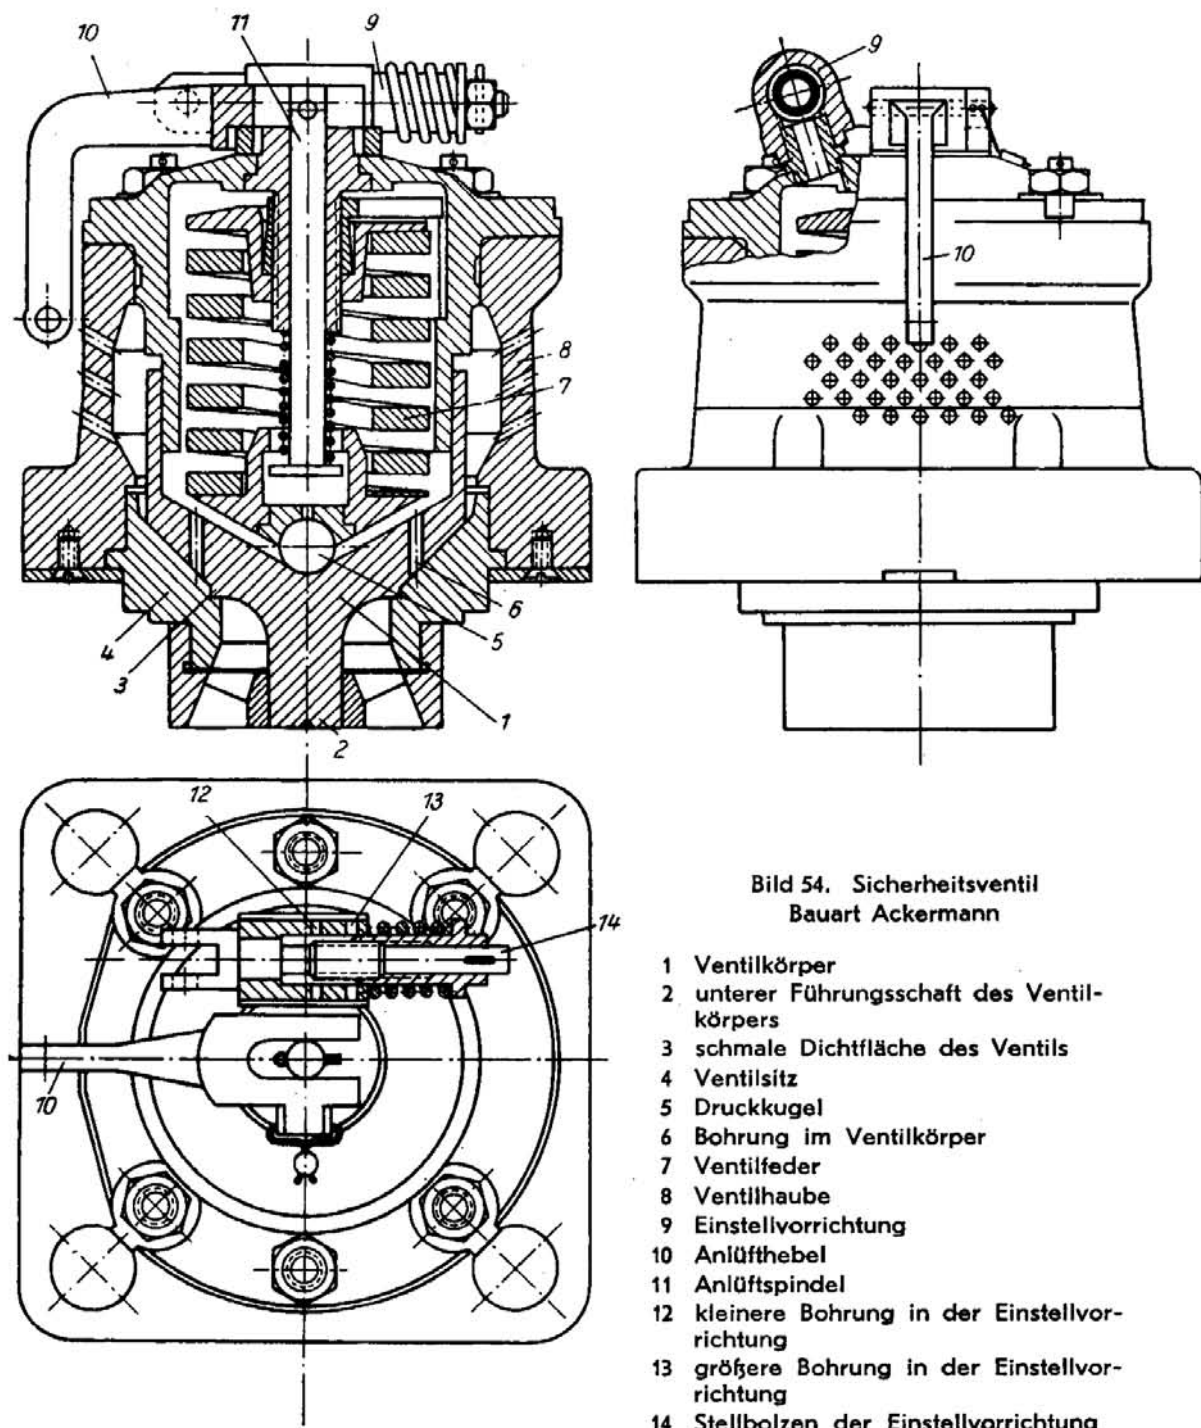 10
11
9
9
10
8
7
6
5
4
3
1
2
12
13
14
10
Bild 54. Sicherheitsventil
Bauart Ackermann
1 Ventilkörper
2 unterer Führungsschaft des Ventil-
körpers
3 schmale Dichtfläche des Ventils
4 Ventilsitz
5 Druckkugel
6 Bohrung im Ventilkörper
7 Ventilfeder
8 Ventilhaube
9 Einstellvorrichtung
10 Anlüfthebel
11 Anlüftspindel
12 kleinere Bohrung in der Einstellvor-
richtung
13 größere Bohrung in der Einstellvor-
richtung
14 Stellbolzen der Einstellvorrichtung